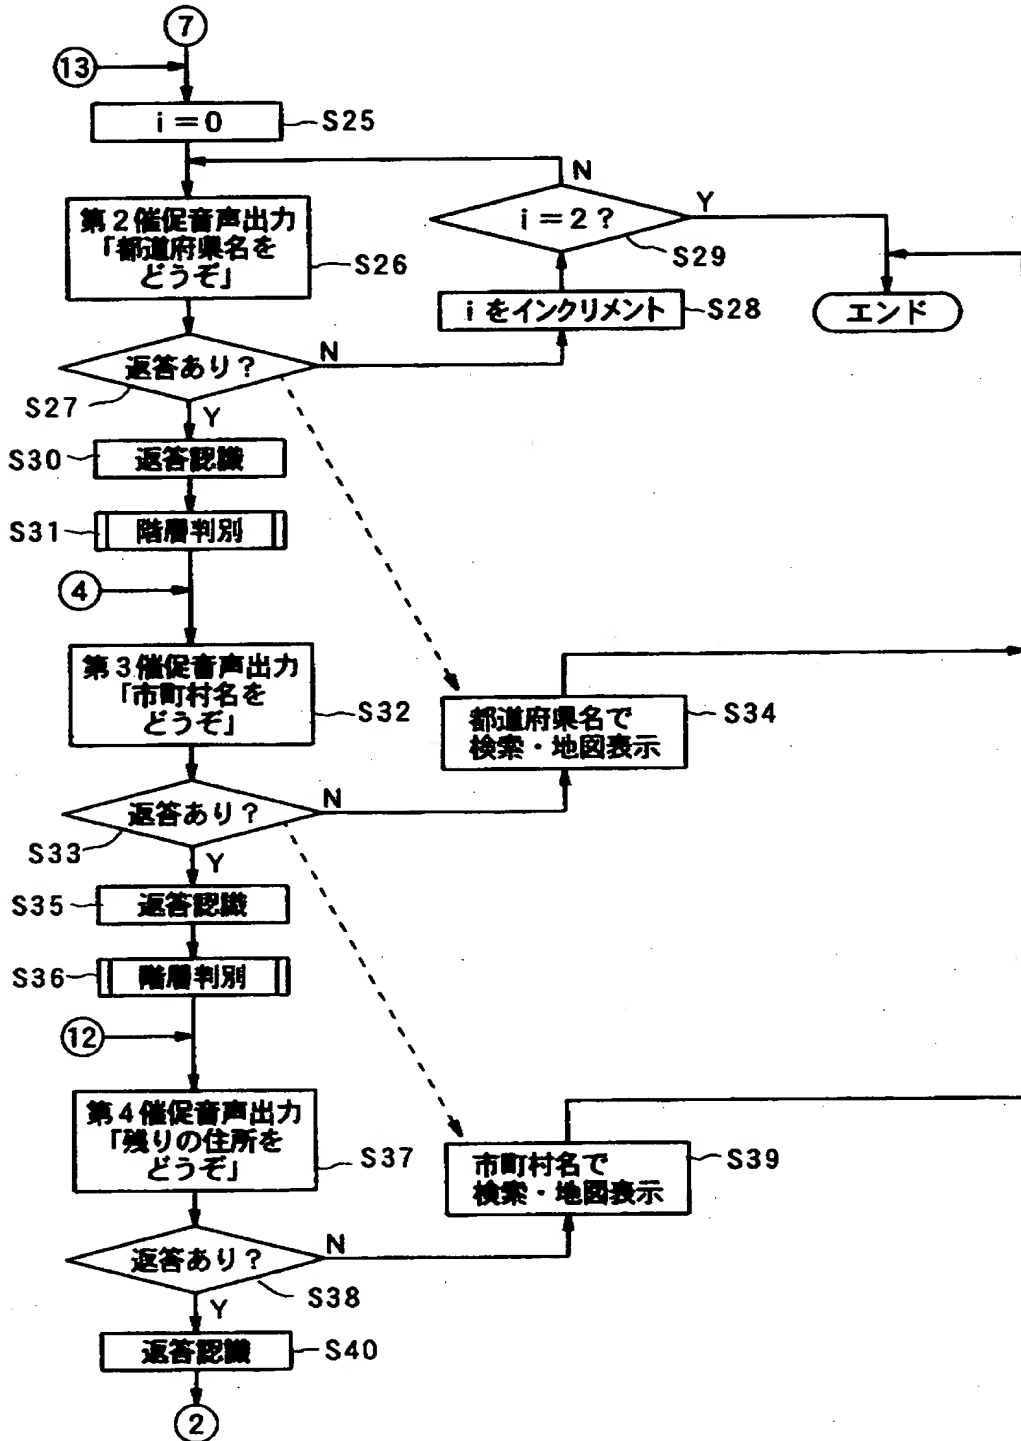 7
13
i=0
S25
N
i=2?
Y
S29
第2催促音声出力
「都道府県名を
どうぞ」
S26
iをインクリメント
S28
エンド
返答あり?
N
S27
Y
S30
返答認識
S31
階層判別
4
第3催促音声出力
「市町村名を
どうぞ」
S32
都道府県名で
検索・地図表示
S34
返答あり?
N
S33
Y
S35
返答認識
S36
階層判別
12
第4催促音声出力
「残りの住所を
どうぞ」
S37
市町村名で
検索・地図表示
S39
返答あり?
N
S38
Y
返答認識
S40
2